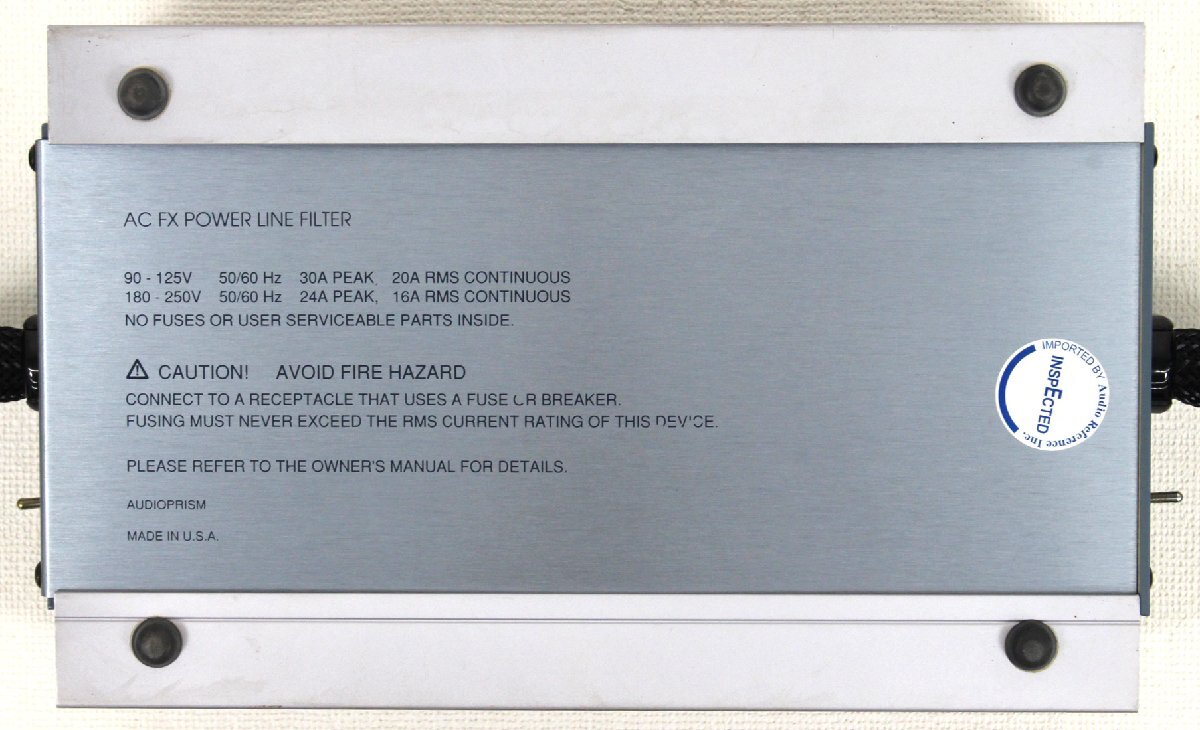 AC FX POWER LINE FILTER
90 - 125V 50/60 Hz 30A PEAK, 20A RMS CONTINUOUS
180 - 250V 50/60 Hz 24A PEAK, 16A RMS CONTINUOUS
NO FUSES OR USER SERVICEABLE PARTS INSIDE.
CAUTION! AVOID FIRE HAZARD
CONNECT TO A RECEPTACLE THAT USES A FUSE OR BREAKER.
FUSING MUST NEVER EXCEED THE RMS CURRENT RATING OF THIS DEVICE.
PLEASE REFER TO THE OWNER'S MANUAL FOR DETAILS.
AUDIOPRISM
MADE IN U.S.A.
IMPORTED BY Audio Reference Inc.
INSPECTED